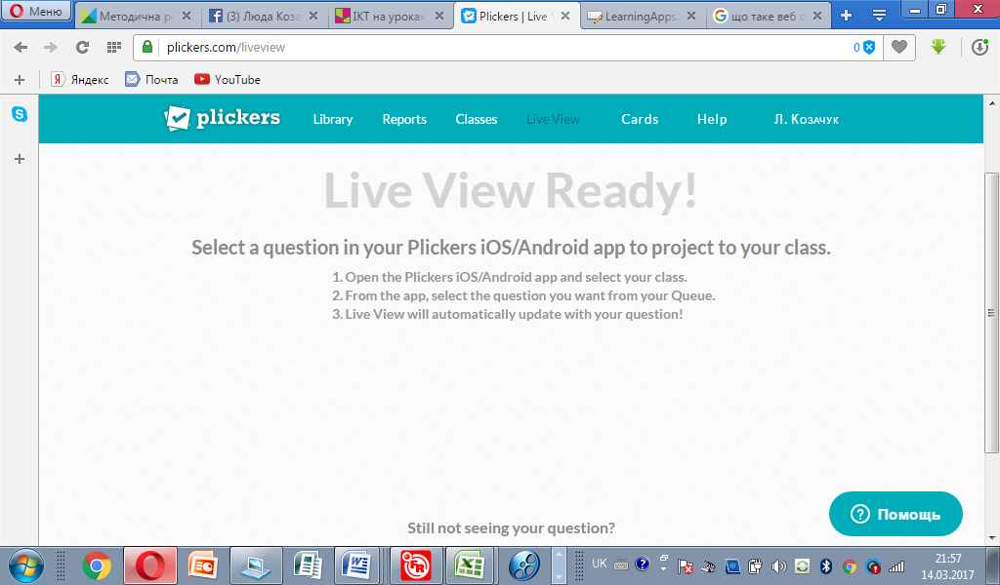 Меню
Методична ро
(3) Люда Коза
ІКТ на уроках
Plickers | Live V
LearningApps.
що таке веб с
plickers.com/liveview
0
Яндекс
Почта
YouTube
plickers
Library
Reports
Classes
Live View
Cards
Help
Л. Козачук
Live View Ready!
Select a question in your Plickers iOS/Android app to project to your class.
1. Open the Plickers iOS/Android app and select your class.
2. From the app, select the question you want from your Queue.
3. Live View will automatically update with your question!
Still not seeing your question?
Помощь
UK
21:57
14.03.2017